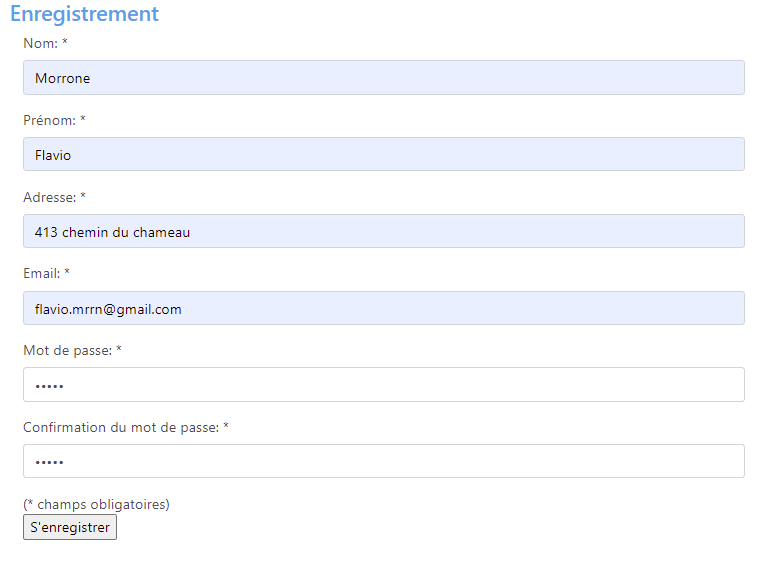 Enregistrement
Nom: *
Morrone
Prénom: *
Flavio
Adresse: *
413 chemin du chameau
Email: *
flavio.mrrn@gmail.com
Mot de passe: *
•••••
Confirmation du mot de passe: *
•••••
(* champs obligatoires)
S'enregistrer